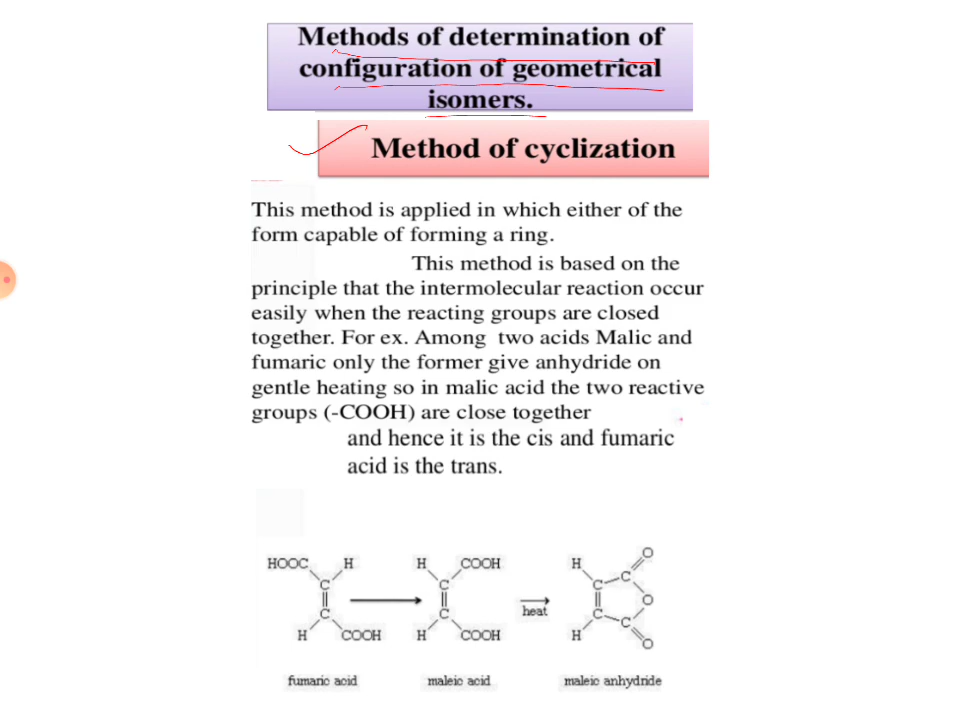 Methods of determination of
configuration of geometrical
isomers.
Method of cyclization
This method is applied in which either of the
form capable of forming a ring.
This method is based on the
principle that the intermolecular reaction occur
easily when the reacting groups are closed
together. For ex. Among two acids Malic and
fumaric only the former give anhydride on
gentle heating so in malic acid the two reactive
groups (-COOH) are close together
and hence it is the cis and fumaric
acid is the trans.
HOOC H H COOH H O
C C C C
heat O
C C C C
H COOH H COOH H O
fumaric acid maleic acid maleic anhydride